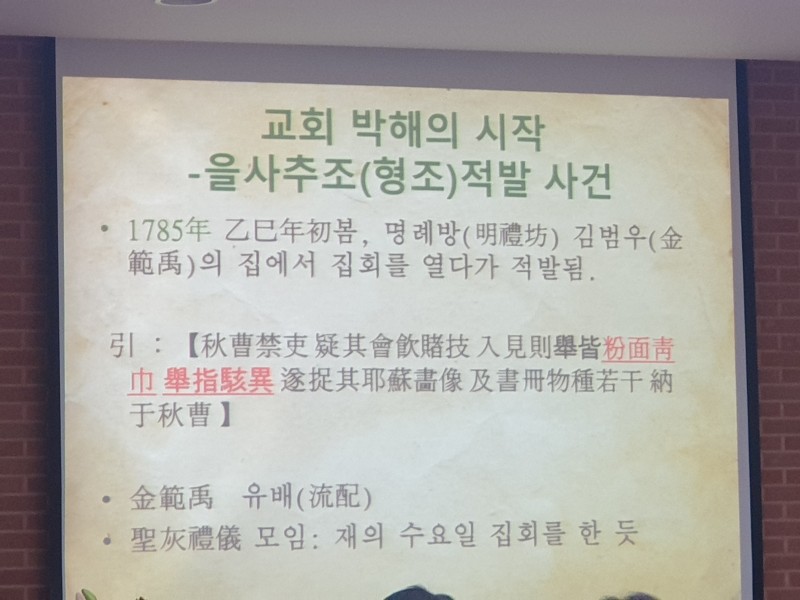 교회 박해의 시작
-을사추조(형조)적발 사건
• 1785年 乙巳年初봄, 명례방(明禮坊) 김범우(金
範禹)의 집에서 집회를 열다가 적발됨.
引 : 【秋曹禁吏 疑其會飮賭技 入見則擧皆粉面靑
巾 擧指駭異 遂捉其耶蘇畵像 及書冊物種若干 納
于秋曹】
• 金範禹 유배(流配)
• 聖灰禮儀 모임: 재의 수요일 집회를 한 듯